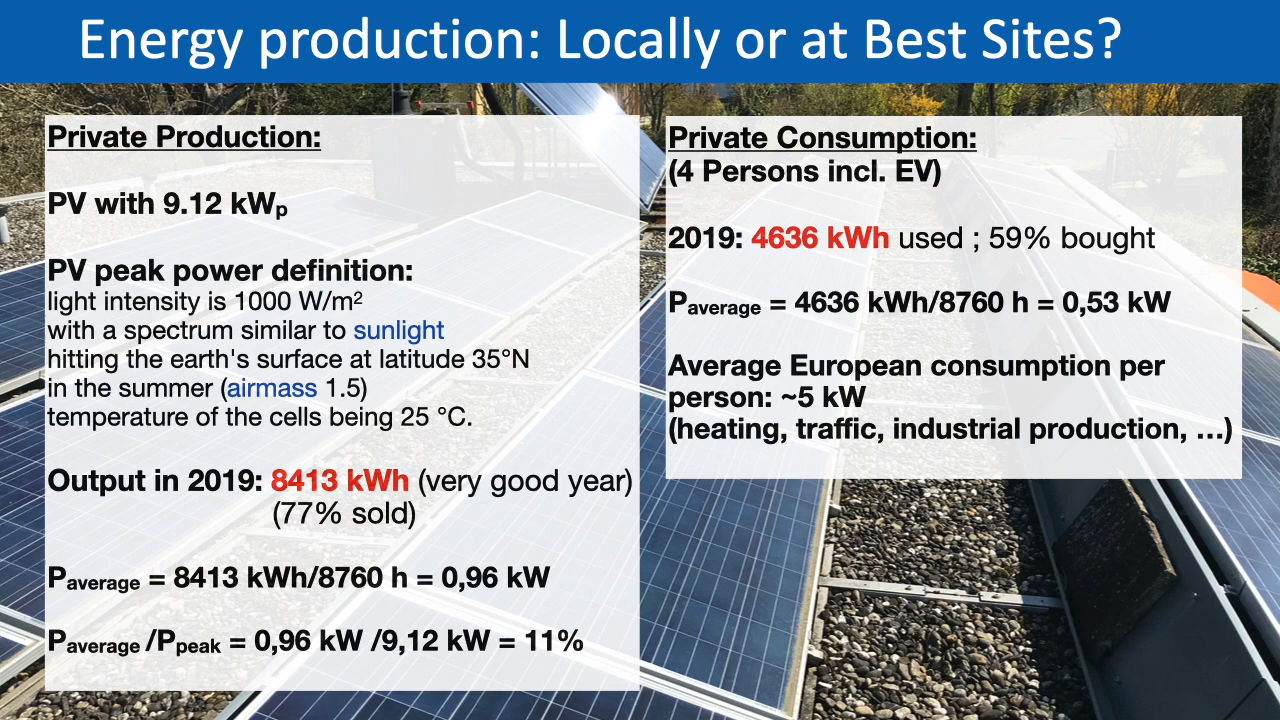 Energy production: Locally or at Best Sites?
Private Production:
PV with 9.12 kWp
PV peak power definition:
light intensity is 1000 W/m²
with a spectrum similar to sunlight
hitting the earth's surface at latitude 35°N
in the summer (airmass 1.5)
temperature of the cells being 25 °C.
Output in 2019: 8413 kWh (very good year)
(77% sold)
Paverage = 8413 kWh/8760 h = 0,96 kW
Paverage /Ppeak = 0,96 kW /9,12 kW = 11%
Private Consumption:
(4 Persons incl. EV)
2019: 4636 kWh used ; 59% bought
Paverage = 4636 kWh/8760 h = 0,53 kW
Average European consumption per
person: ~5 kW
(heating, traffic, industrial production, …)